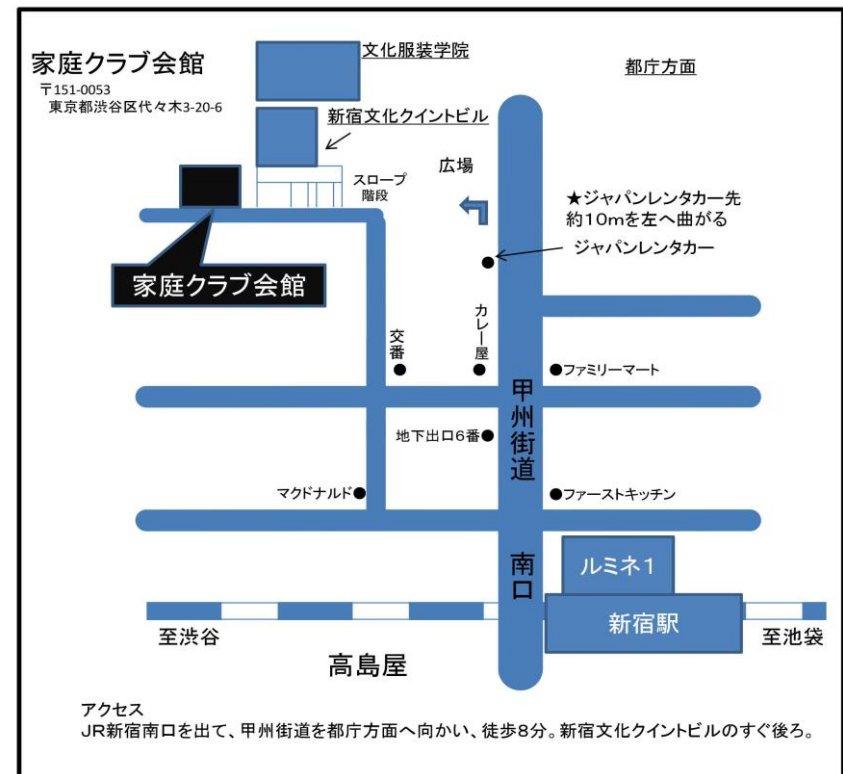 家庭クラブ会館
〒151-0053
東京都渋谷区代々木3-20-6
文化服装学院
都庁方面
新宿文化クイントビル
スロープ
階段
広場
★ジャパンレンタカー先
約10mを左へ曲がる
ジャパンレンタカー
家庭クラブ会館
交番
カレー屋
●ファミリーマート
甲州街道
地下出口6番●
マクドナルド●
●ファーストキッチン
南口
ルミネ1
新宿駅
至渋谷
至池袋
高島屋
アクセス
JR新宿南口を出て、甲州街道を都庁方面へ向かい、徒歩8分。新宿文化クイントビルのすぐ後ろ。